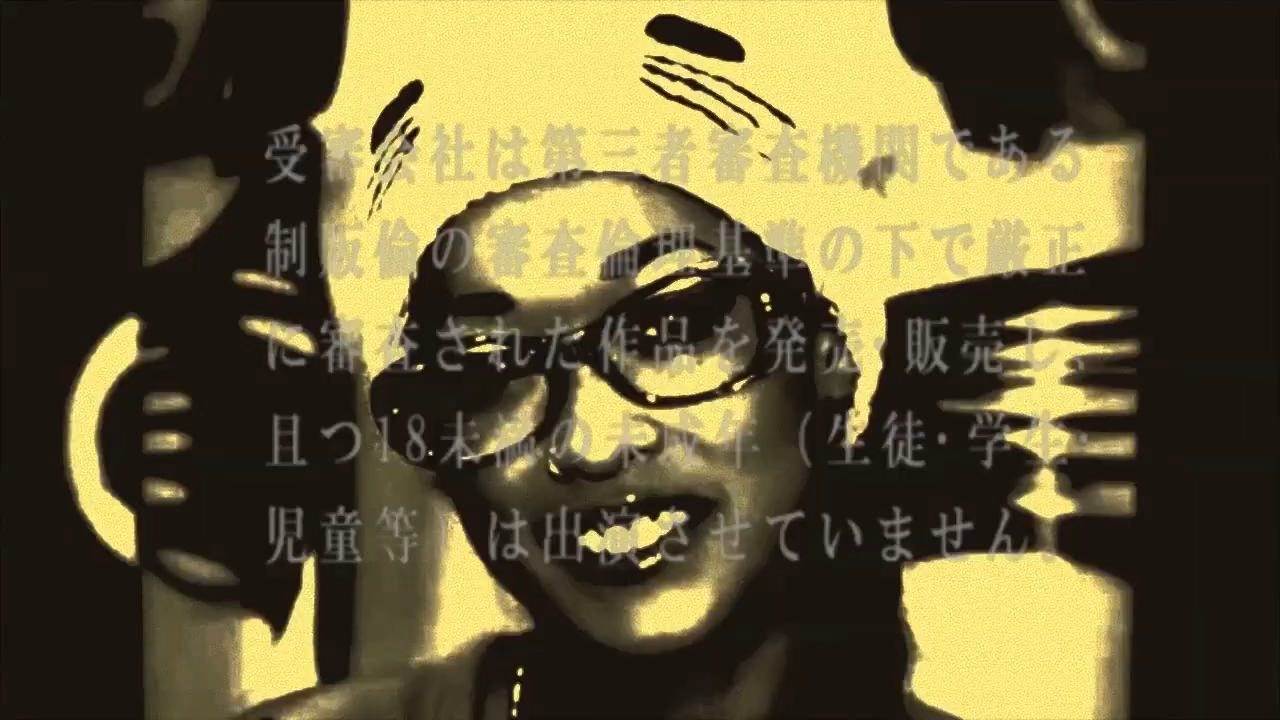 受審会社は第三者審査機関である
制販倫の審査倫理基準の下で厳正
に審査された作品を発売・販売し、
且つ18未満の未成年（生徒・学生・
児童等）は出演させていません